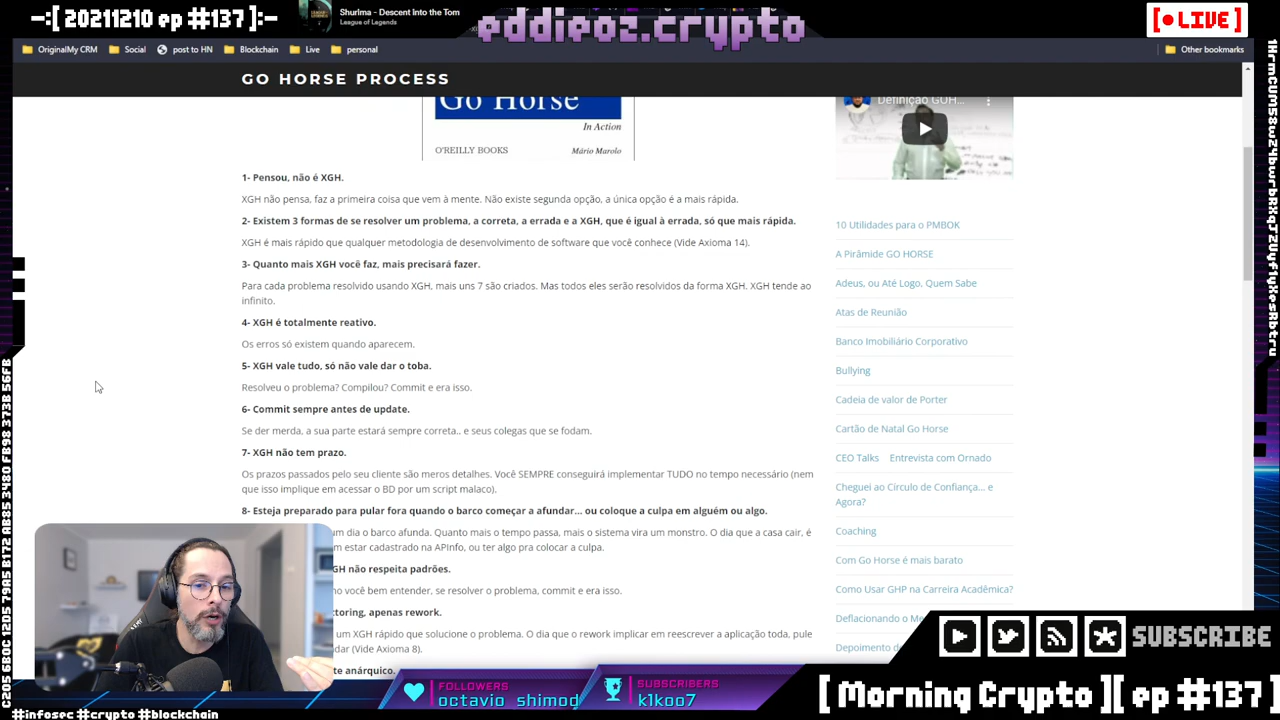 -:[ 20211210 ep #137 ]:-
Shurima - Descent Into the Tom
League of Legends
eddieoz.crypto
[ • LIVE ]
OriginalMy CRM
Social
post to HN
Blockchain
Live
personal
Other bookmarks
GO HORSE PROCESS
Go Horse
In Action
O'REILLY BOOKS
Mário Marolo
1- Pensou, não é XGH.
XGH não pensa, faz a primeira coisa que vem à mente. Não existe segunda opção, a única opção é a mais rápida.
2- Existem 3 formas de se resolver um problema, a correta, a errada e a XGH, que é igual à errada, só que mais rápida.
XGH é mais rápido que qualquer metodologia de desenvolvimento de software que você conhece (Vide Axioma 14).
3- Quanto mais XGH você faz, mais precisará fazer.
Para cada problema resolvido usando XGH, mais uns 7 são criados. Mas todos eles serão resolvidos da forma XGH. XGH tende ao
infinito.
4- XGH é totalmente reativo.
Os erros só existem quando aparecem.
5- XGH vale tudo, só não vale dar o toba.
Resolveu o problema? Compilou? Commit e era isso.
6- Commit sempre antes de update.
Se der merda, a sua parte estará sempre correta.. e seus colegas que se fodam.
7- XGH não tem prazo.
Os prazos passados pelo seu cliente são meros detalhes. Você SEMPRE conseguirá implementar TUDO no tempo necessário (nem
que isso implique em acessar o BD por um script malaco).
8- Esteja preparado para pular fora quando o barco começar a afundar... ou coloque a culpa em alguém ou algo.
um dia o barco afunda. Quanto mais o tempo passa, mais o sistema vira um monstro. O dia que a casa cair, é
m estar cadastrado na APInfo, ou ter algo pra colocar a culpa.
GH não respeita padrões.
o você bem entender, se resolver o problema, commit e era isso.
toring, apenas rework.
um XGH rápido que solucione o problema. O dia que o rework implicar em reescrever a aplicação toda, pule
dar (Vide Axioma 8).
te anárquico.
Definição GOH...
10 Utilidades para o PMBOK
A Pirâmide GO HORSE
Adeus, ou Até Logo, Quem Sabe
Atas de Reunião
Banco Imobiliário Corporativo
Bullying
Cadeia de valor de Porter
Cartão de Natal Go Horse
CEO Talks Entrevista com Ornado
Cheguei ao Círculo de Confiança... e
Agora?
Coaching
Com Go Horse é mais barato
Como Usar GHP na Carreira Acadêmica?
Deflacionando o Me
Depoimento d
SUBSCRIBE
FOLLOWERS
octavio shimod
SUBSCRIBERS
k1koo7
[ Morning Crypto ][ ep #137 ]
#infosec #crypto #blockchain